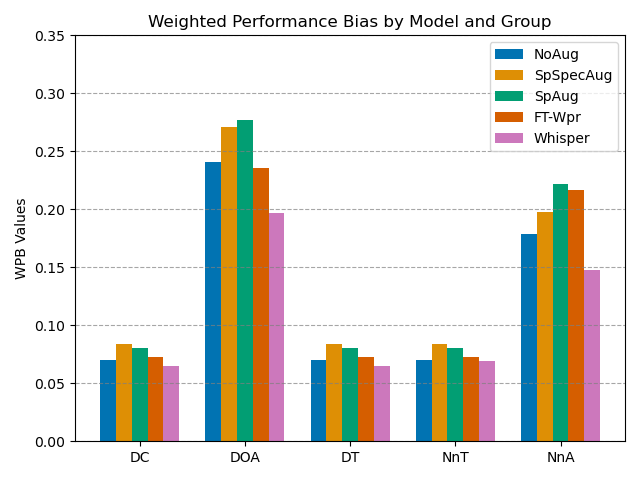 Weighted Performance Bias by Model and Group
WPB Values
0.35
0.30
0.25
0.20
0.15
0.10
0.05
0.00
NoAug
SpSpecAug
SpAug
FT-Wpr
Whisper
DC
DOA
DT
NnT
NnA